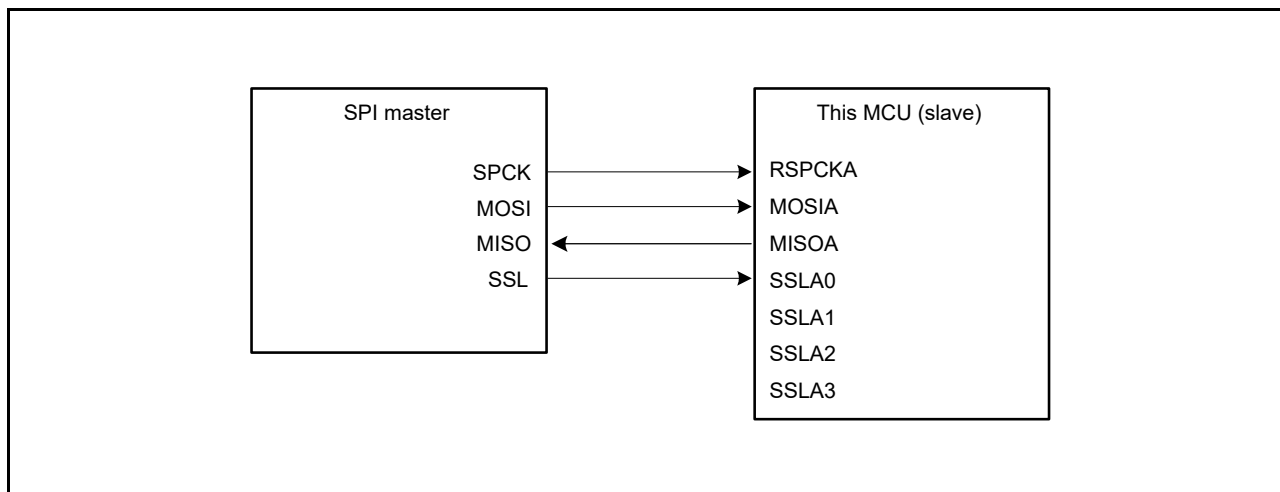 SPI master
SPCK
MOSI
MISO
SSL
This MCU (slave)
RSPCKA
MOSIA
MISOA
SSLA0
SSLA1
SSLA2
SSLA3